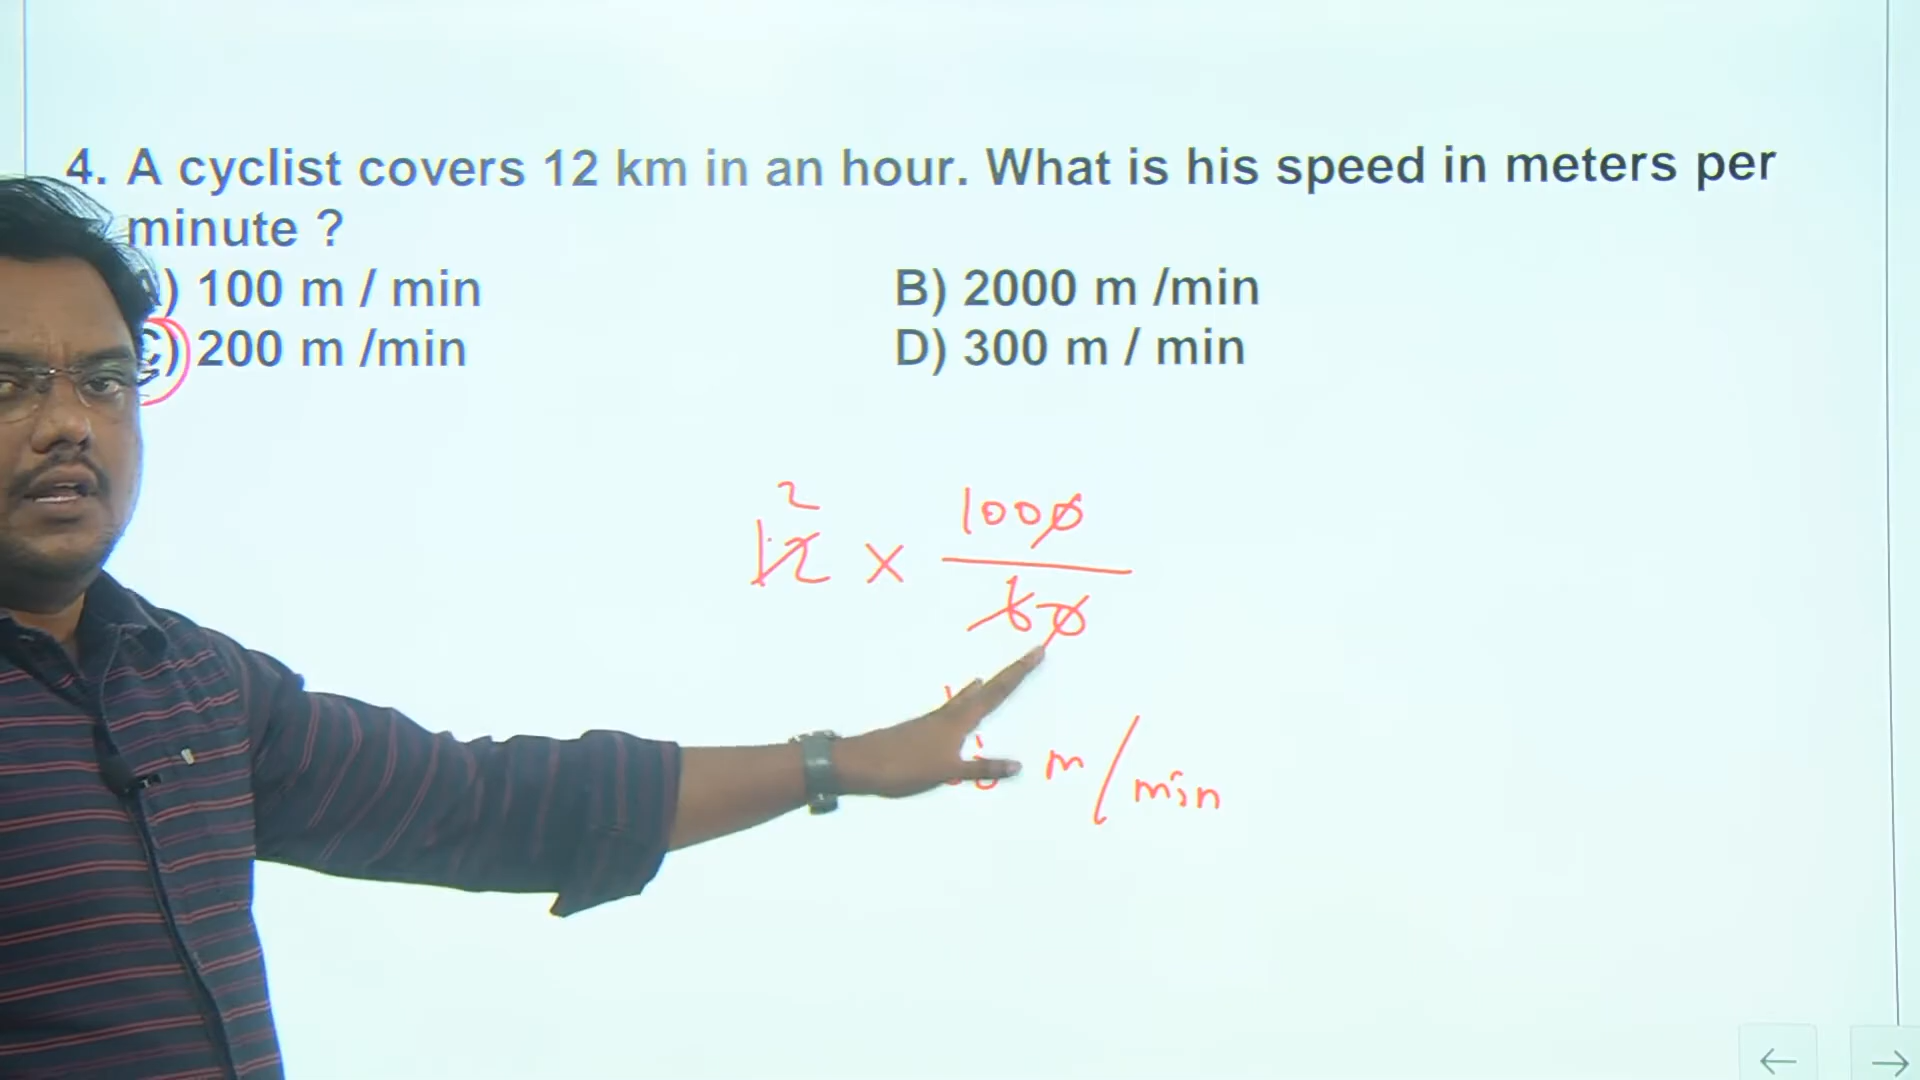 4. A cyclist covers 12 km in an hour. What is his speed in meters per
minute ?
A) 100 m / min
B) 2000 m /min
C) 200 m /min
D) 300 m / min
2
12 × 1000
60
m/min